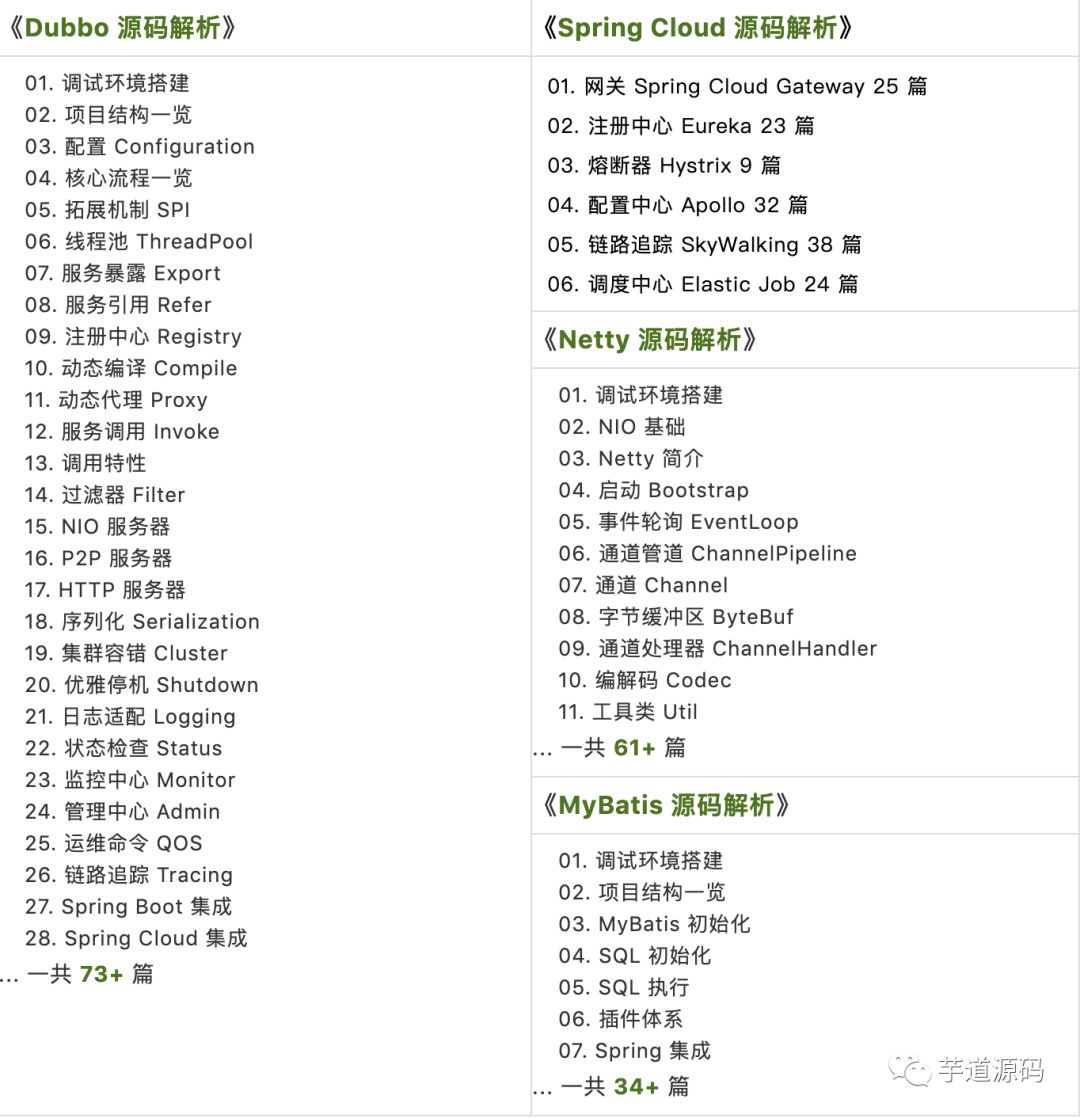 《Dubbo 源码解析》
01. 调试环境搭建
02. 项目结构一览
03. 配置 Configuration
04. 核心流程一览
05. 拓展机制 SPI
06. 线程池 ThreadPool
07. 服务暴露 Export
08. 服务引用 Refer
09. 注册中心 Registry
10. 动态编译 Compile
11. 动态代理 Proxy
12. 服务调用 Invoke
13. 调用特性
14. 过滤器 Filter
15. NIO 服务器
16. P2P 服务器
17. HTTP 服务器
18. 序列化 Serialization
19. 集群容错 Cluster
20. 优雅停机 Shutdown
21. 日志适配 Logging
22. 状态检查 Status
23. 监控中心 Monitor
24. 管理中心 Admin
25. 运维命令 QOS
26. 链路追踪 Tracing
27. Spring Boot 集成
28. Spring Cloud 集成
... 一共 73+ 篇
《Spring Cloud 源码解析》
01. 网关 Spring Cloud Gateway 25 篇
02. 注册中心 Eureka 23 篇
03. 熔断器 Hystrix 9 篇
04. 配置中心 Apollo 32 篇
05. 链路追踪 SkyWalking 38 篇
06. 调度中心 Elastic Job 24 篇
《Netty 源码解析》
01. 调试环境搭建
02. NIO 基础
03. Netty 简介
04. 启动 Bootstrap
05. 事件轮询 EventLoop
06. 通道管道 ChannelPipeline
07. 通道 Channel
08. 字节缓冲区 ByteBuf
09. 通道处理器 ChannelHandler
10. 编解码 Codec
11. 工具类 Util
... 一共 61+ 篇
《MyBatis 源码解析》
01. 调试环境搭建
02. 项目结构一览
03. MyBatis 初始化
04. SQL 初始化
05. SQL 执行
06. 插件体系
07. Spring 集成
... 一共 34+ 篇
芋道源码